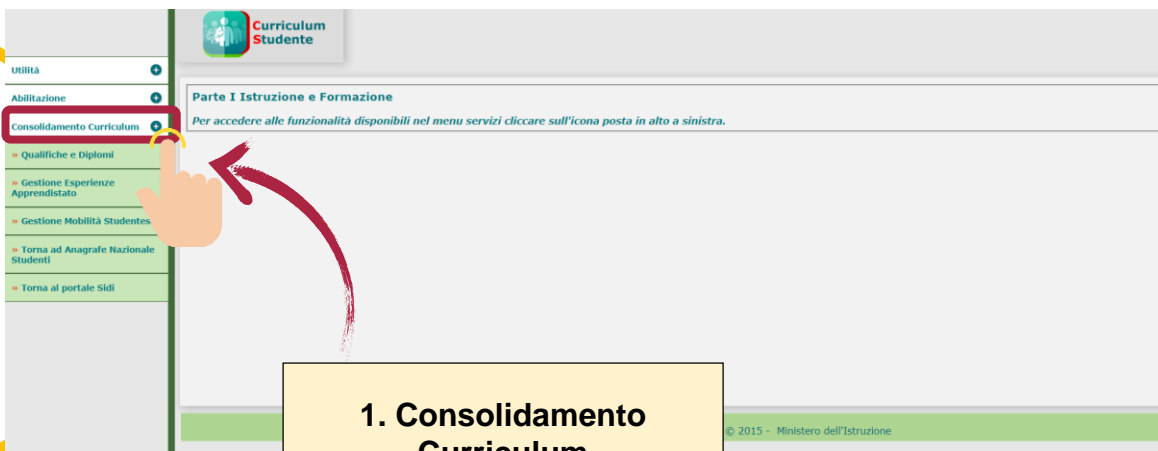 Curriculum
Studente
Utilità
Abilitazione
Consolidamento Curriculum
» Qualifiche e Diplomi
» Gestione Esperienze
Apprendistato
» Gestione Mobilità Studentes
» Torna ad Anagrafe Nazionale
Studenti
» Torna al portale Sidi
Parte I Istruzione e Formazione
Per accedere alle funzionalità disponibili nel menu servizi cliccare sull'icona posta in alto a sinistra.
1. Consolidamento
Curriculum
© 2015 - Ministero dell'Istruzione